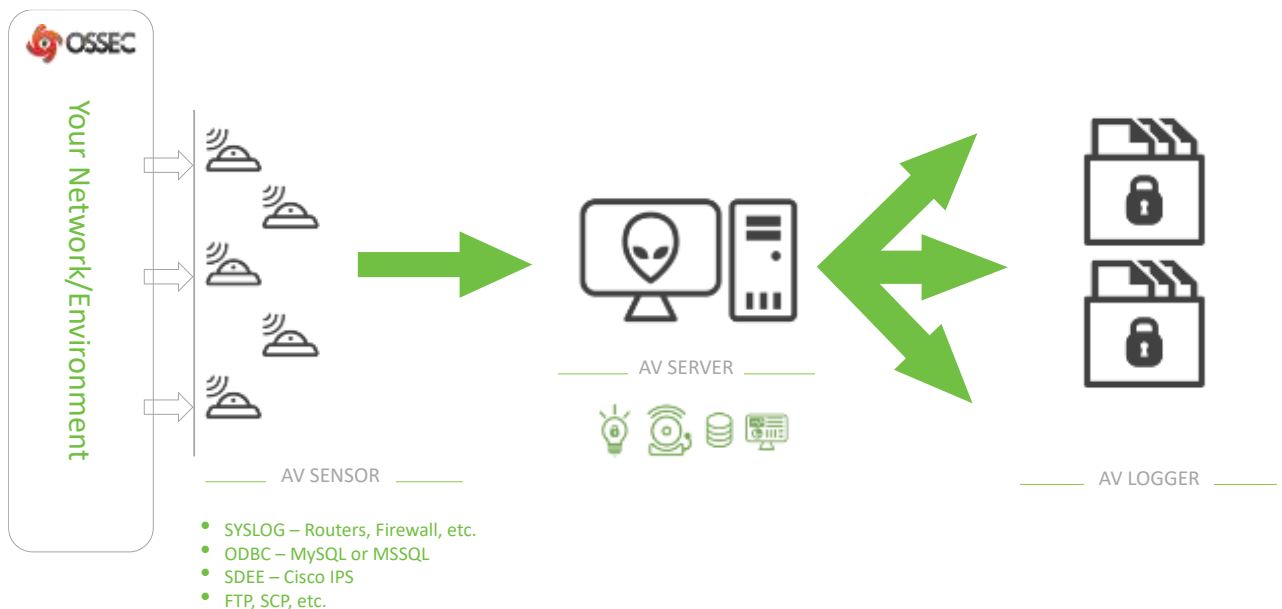 OSSEC
Your Network/Environment
AV SENSOR
• SYSLOG – Routers, Firewall, etc.
• ODBC – MySQL or MSSQL
• SDEE – Cisco IPS
• FTP, SCP, etc.
AV SERVER
AV LOGGER